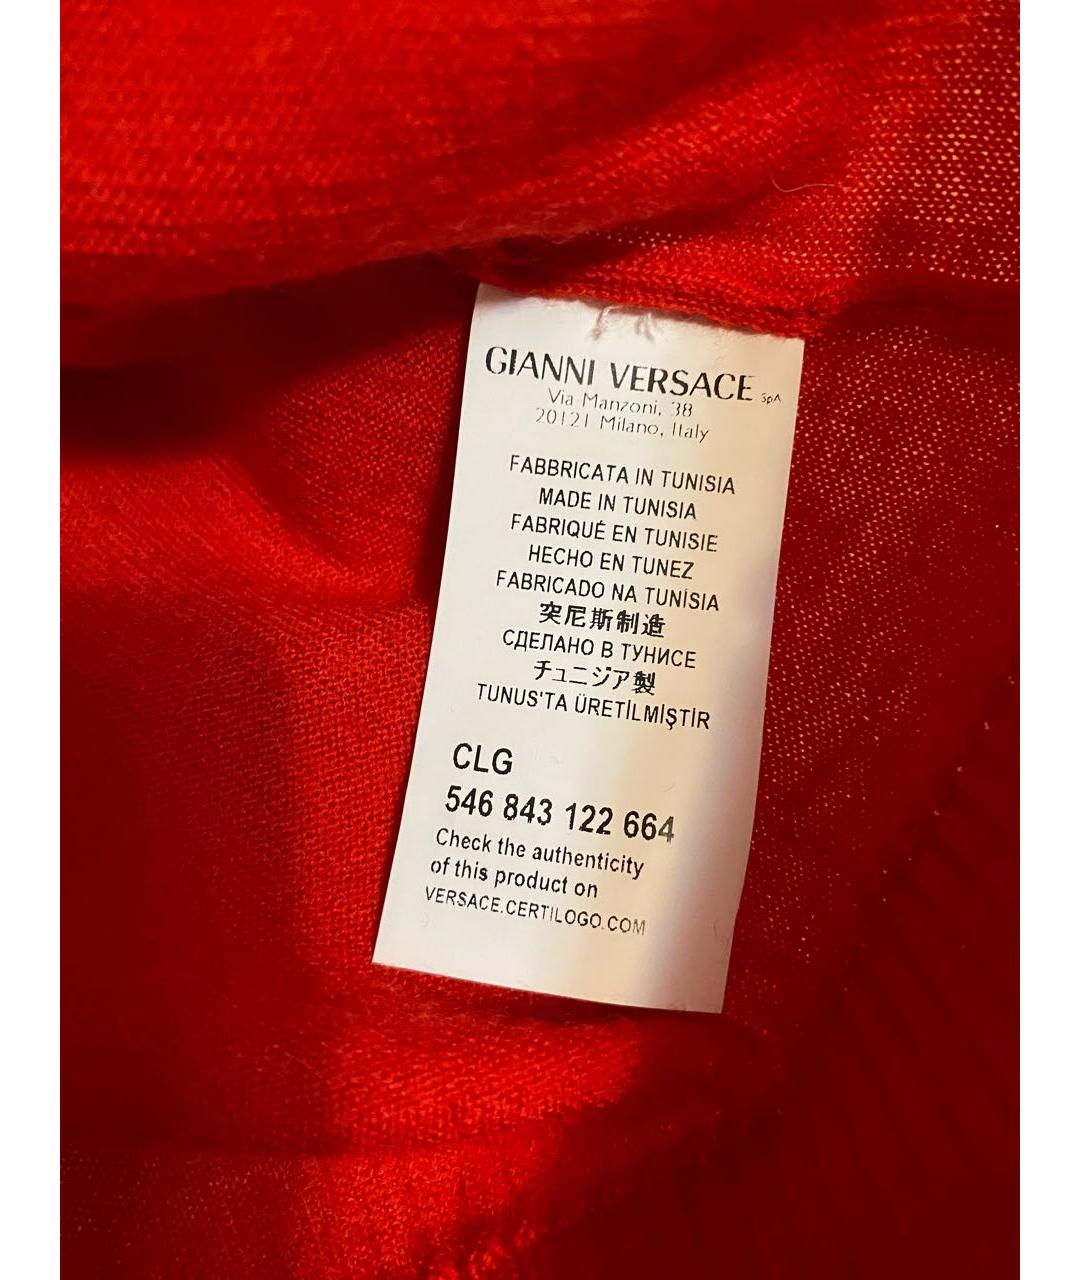 GIANNI VERSACE SpA
Via Manzoni, 38
20121 Milano, Italy
FABBRICATA IN TUNISIA
MADE IN TUNISIA
FABRIQUÉ EN TUNISIE
HECHO EN TUNEZ
FABRICADO NA TUNÍSIA
突尼斯制造
СДЕЛАНО В ТУНИСЕ
チュニジア製
TUNUS'TA ÜRETİLMİŞTİR
CLG
546 843 122 664
Check the authenticity
of this product on
VERSACE.CERTILOGO.COM